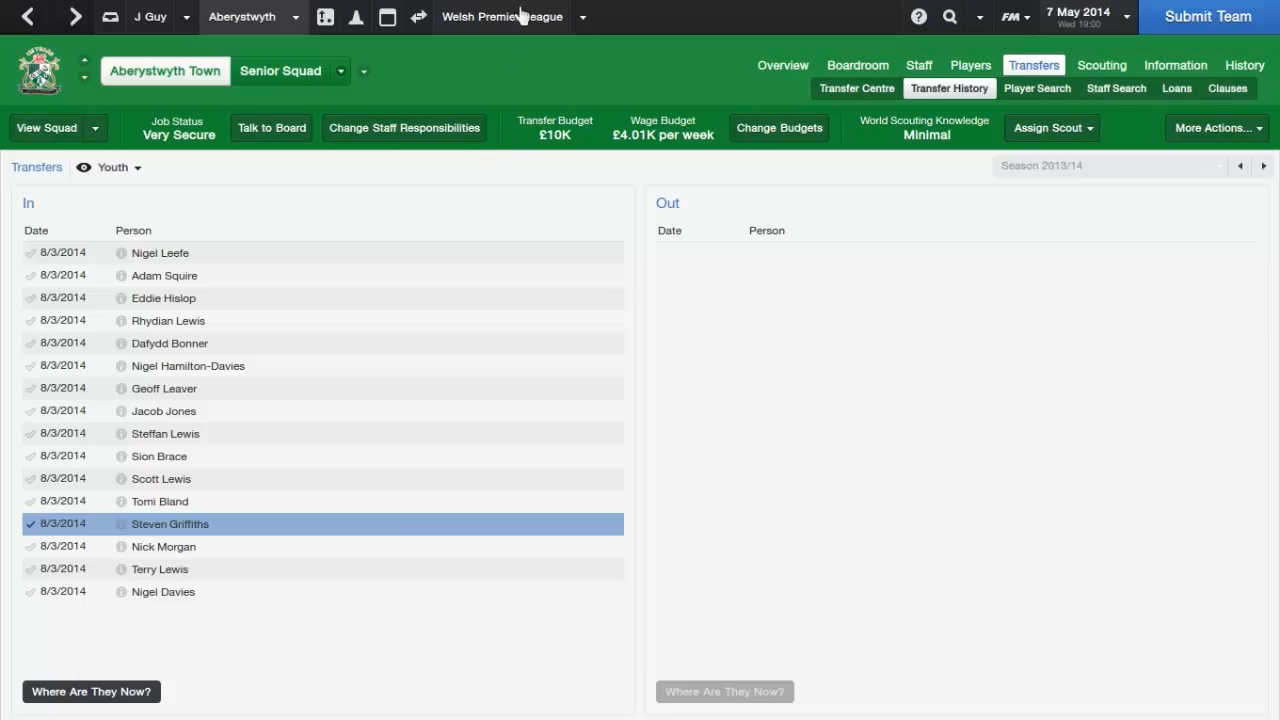 J Guy
Aberystwyth
Welsh Premier League
FM
7 May 2014
Wed 19:00
Submit Team
Aberystwyth Town
Senior Squad
Overview
Boardroom
Staff
Players
Transfers
Scouting
Information
History
Transfer Centre
Transfer History
Player Search
Staff Search
Loans
Clauses
View Squad
Job Status
Very Secure
Talk to Board
Change Staff Responsibilities
Transfer Budget
£10K
Wage Budget
£4.01K per week
Change Budgets
World Scouting Knowledge
Minimal
Assign Scout
More Actions...
Transfers
Youth
Season 2013/14
In
Date Person
8/3/2014 Nigel Leefe
8/3/2014 Adam Squire
8/3/2014 Eddie Hislop
8/3/2014 Rhydian Lewis
8/3/2014 Dafydd Bonner
8/3/2014 Nigel Hamilton-Davies
8/3/2014 Geoff Leaver
8/3/2014 Jacob Jones
8/3/2014 Steffan Lewis
8/3/2014 Sion Brace
8/3/2014 Scott Lewis
8/3/2014 Tomi Bland
8/3/2014 Steven Griffiths
8/3/2014 Nick Morgan
8/3/2014 Terry Lewis
8/3/2014 Nigel Davies
Where Are They Now?
Out
Date Person
Where Are They Now?